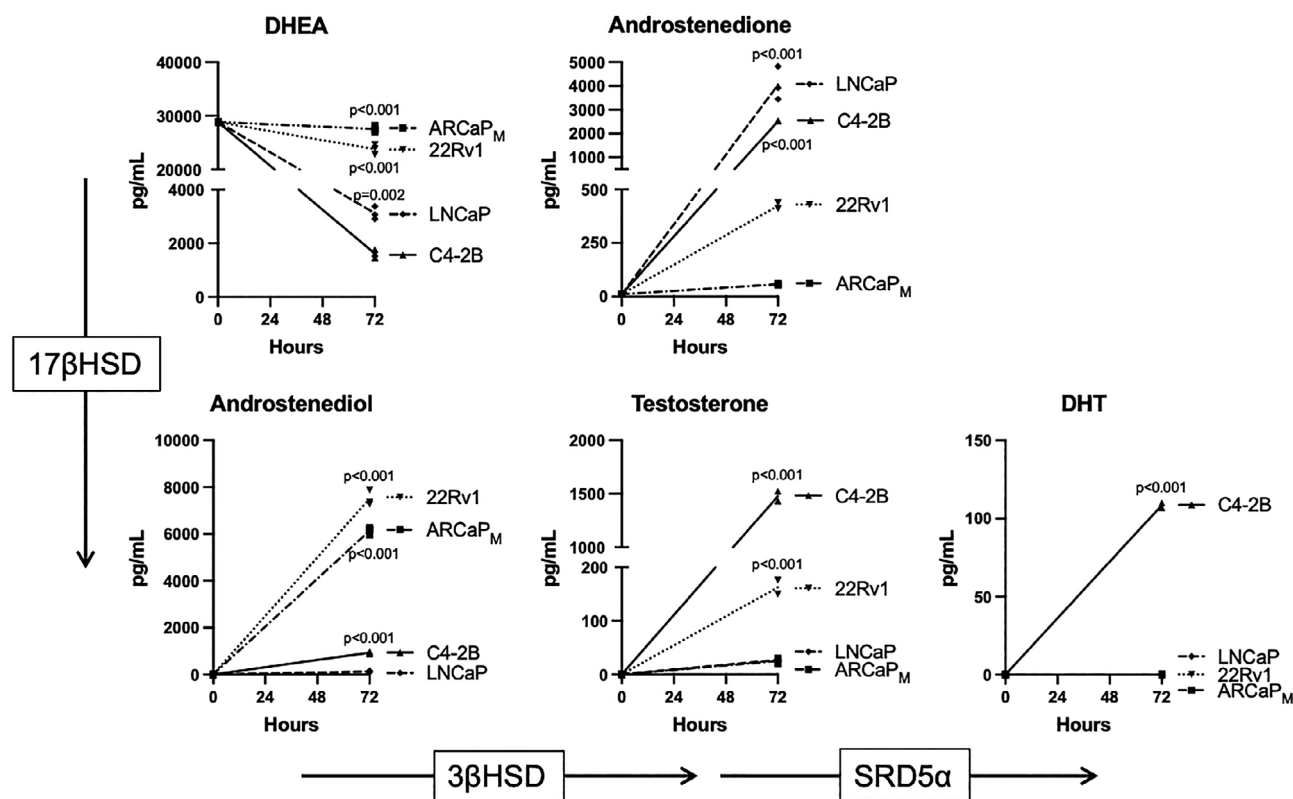 DHEA
40000
30000
20000
4000
2000
0
pg/mL
0 24 48 72
Hours
p<0.001
p<0.001
p=0.002
ARCaP_M
22Rv1
LNCaP
C4-2B
Androstenedione
5000
4000
3000
2000
1000
500
250
0
pg/mL
0 24 48 72
Hours
p<0.001
p<0.001
LNCaP
C4-2B
22Rv1
ARCaP_M
17βHSD
Androstenediol
10000
8000
6000
4000
2000
0
pg/mL
0 24 48 72
Hours
p<0.001
p<0.001
p<0.001
22Rv1
ARCaP_M
C4-2B
LNCaP
Testosterone
2000
1500
1000
200
100
0
pg/mL
0 24 48 72
Hours
p<0.001
p<0.001
C4-2B
22Rv1
LNCaP
ARCaP_M
DHT
150
100
50
0
pg/mL
0 24 48 72
Hours
p<0.001
C4-2B
LNCaP
22Rv1
ARCaP_M
3βHSD
SRD5α